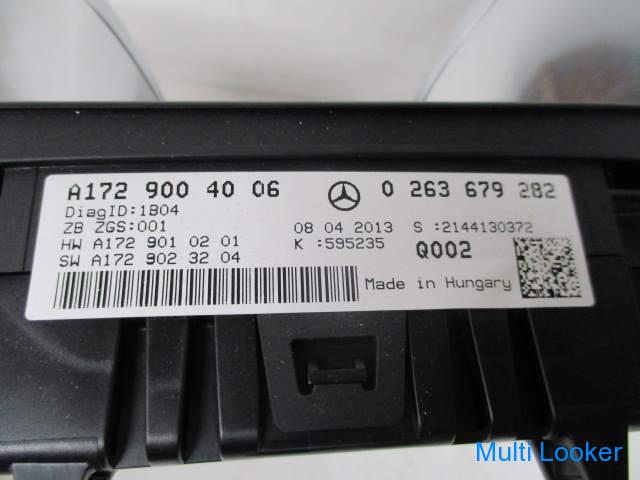 A172 900 40 06 0 263 679 282
DiagID:1B04
ZB ZGS:001 08 04 2013 S :2144130372
HW A172 901 02 01 K :595235 Q002
SW A172 902 32 04
Made in Hungary
Multi Looker